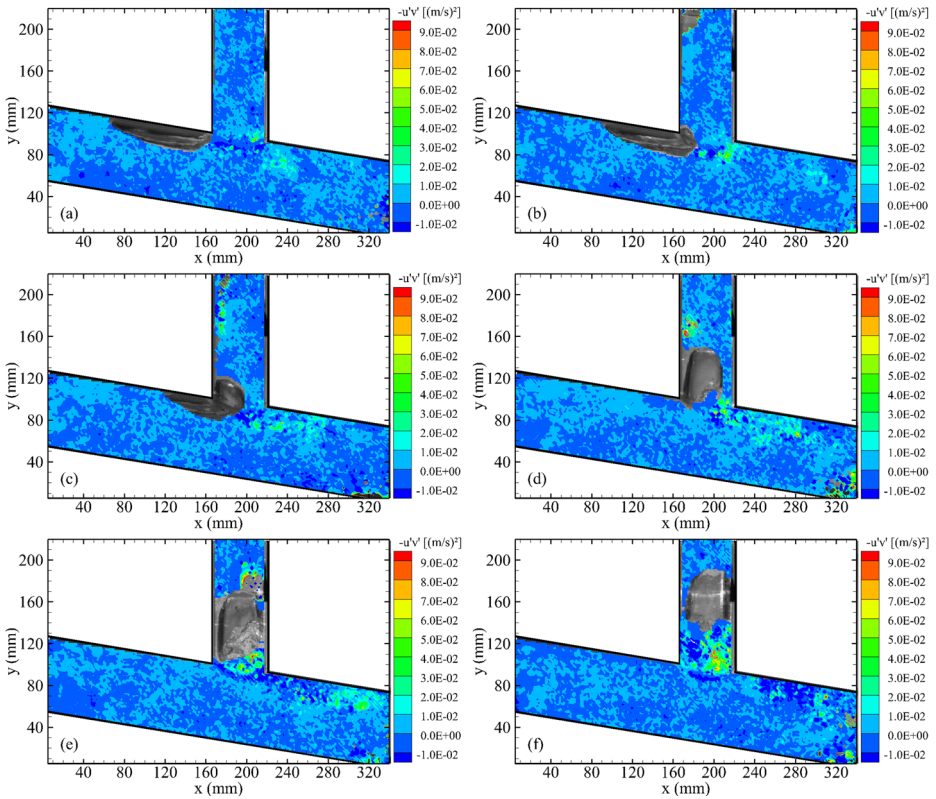 -u'v' [(m/s)²]
9.0E-02
8.0E-02
7.0E-02
6.0E-02
5.0E-02
4.0E-02
3.0E-02
2.0E-02
1.0E-02
0.0E+00
-1.0E-02
y (mm)
200
160
120
80
40
(a)
40 80 120 160 200 240 280 320
x (mm)
-u'v' [(m/s)²]
9.0E-02
8.0E-02
7.0E-02
6.0E-02
5.0E-02
4.0E-02
3.0E-02
2.0E-02
1.0E-02
0.0E+00
-1.0E-02
y (mm)
200
160
120
80
40
(b)
40 80 120 160 200 240 280 320
x (mm)
-u'v' [(m/s)²]
9.0E-02
8.0E-02
7.0E-02
6.0E-02
5.0E-02
4.0E-02
3.0E-02
2.0E-02
1.0E-02
0.0E+00
-1.0E-02
y (mm)
200
160
120
80
40
(c)
40 80 120 160 200 240 280 320
x (mm)
-u'v' [(m/s)²]
9.0E-02
8.0E-02
7.0E-02
6.0E-02
5.0E-02
4.0E-02
3.0E-02
2.0E-02
1.0E-02
0.0E+00
-1.0E-02
y (mm)
200
160
120
80
40
(d)
40 80 120 160 200 240 280 320
x (mm)
-u'v' [(m/s)²]
9.0E-02
8.0E-02
7.0E-02
6.0E-02
5.0E-02
4.0E-02
3.0E-02
2.0E-02
1.0E-02
0.0E+00
-1.0E-02
y (mm)
200
160
120
80
40
(e)
40 80 120 160 200 240 280 320
x (mm)
-u'v' [(m/s)²]
9.0E-02
8.0E-02
7.0E-02
6.0E-02
5.0E-02
4.0E-02
3.0E-02
2.0E-02
1.0E-02
0.0E+00
-1.0E-02
y (mm)
200
160
120
80
40
(f)
40 80 120 160 200 240 280 320
x (mm)